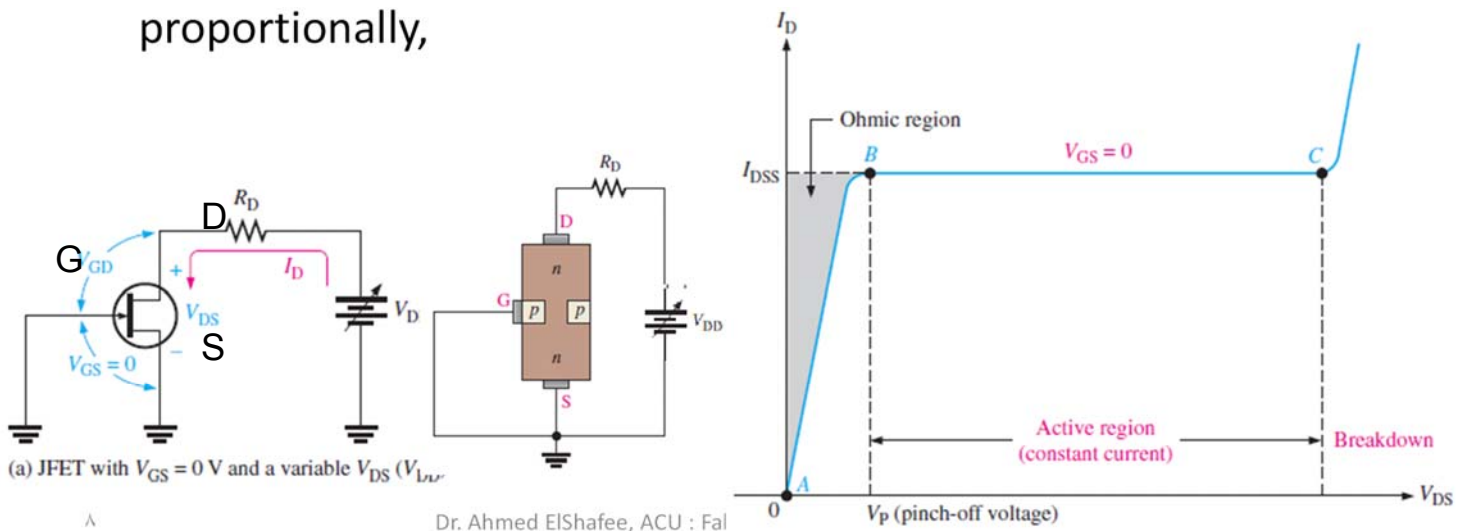 proportionally,
R_D
D
G
V_GD
+
I_D
V_DS
V_D
S
−
V_GS = 0
(a) JFET with V_GS = 0 V and a variable V_DS
R_D
D
n
G
p
p
V_DD
n
S
I_D
Ohmic region
B
V_GS = 0
C
I_DSS
Active region
(constant current)
Breakdown
A
0
V_P (pinch-off voltage)
V_DS
٨
Dr. Ahmed ElShafee, ACU : Fal